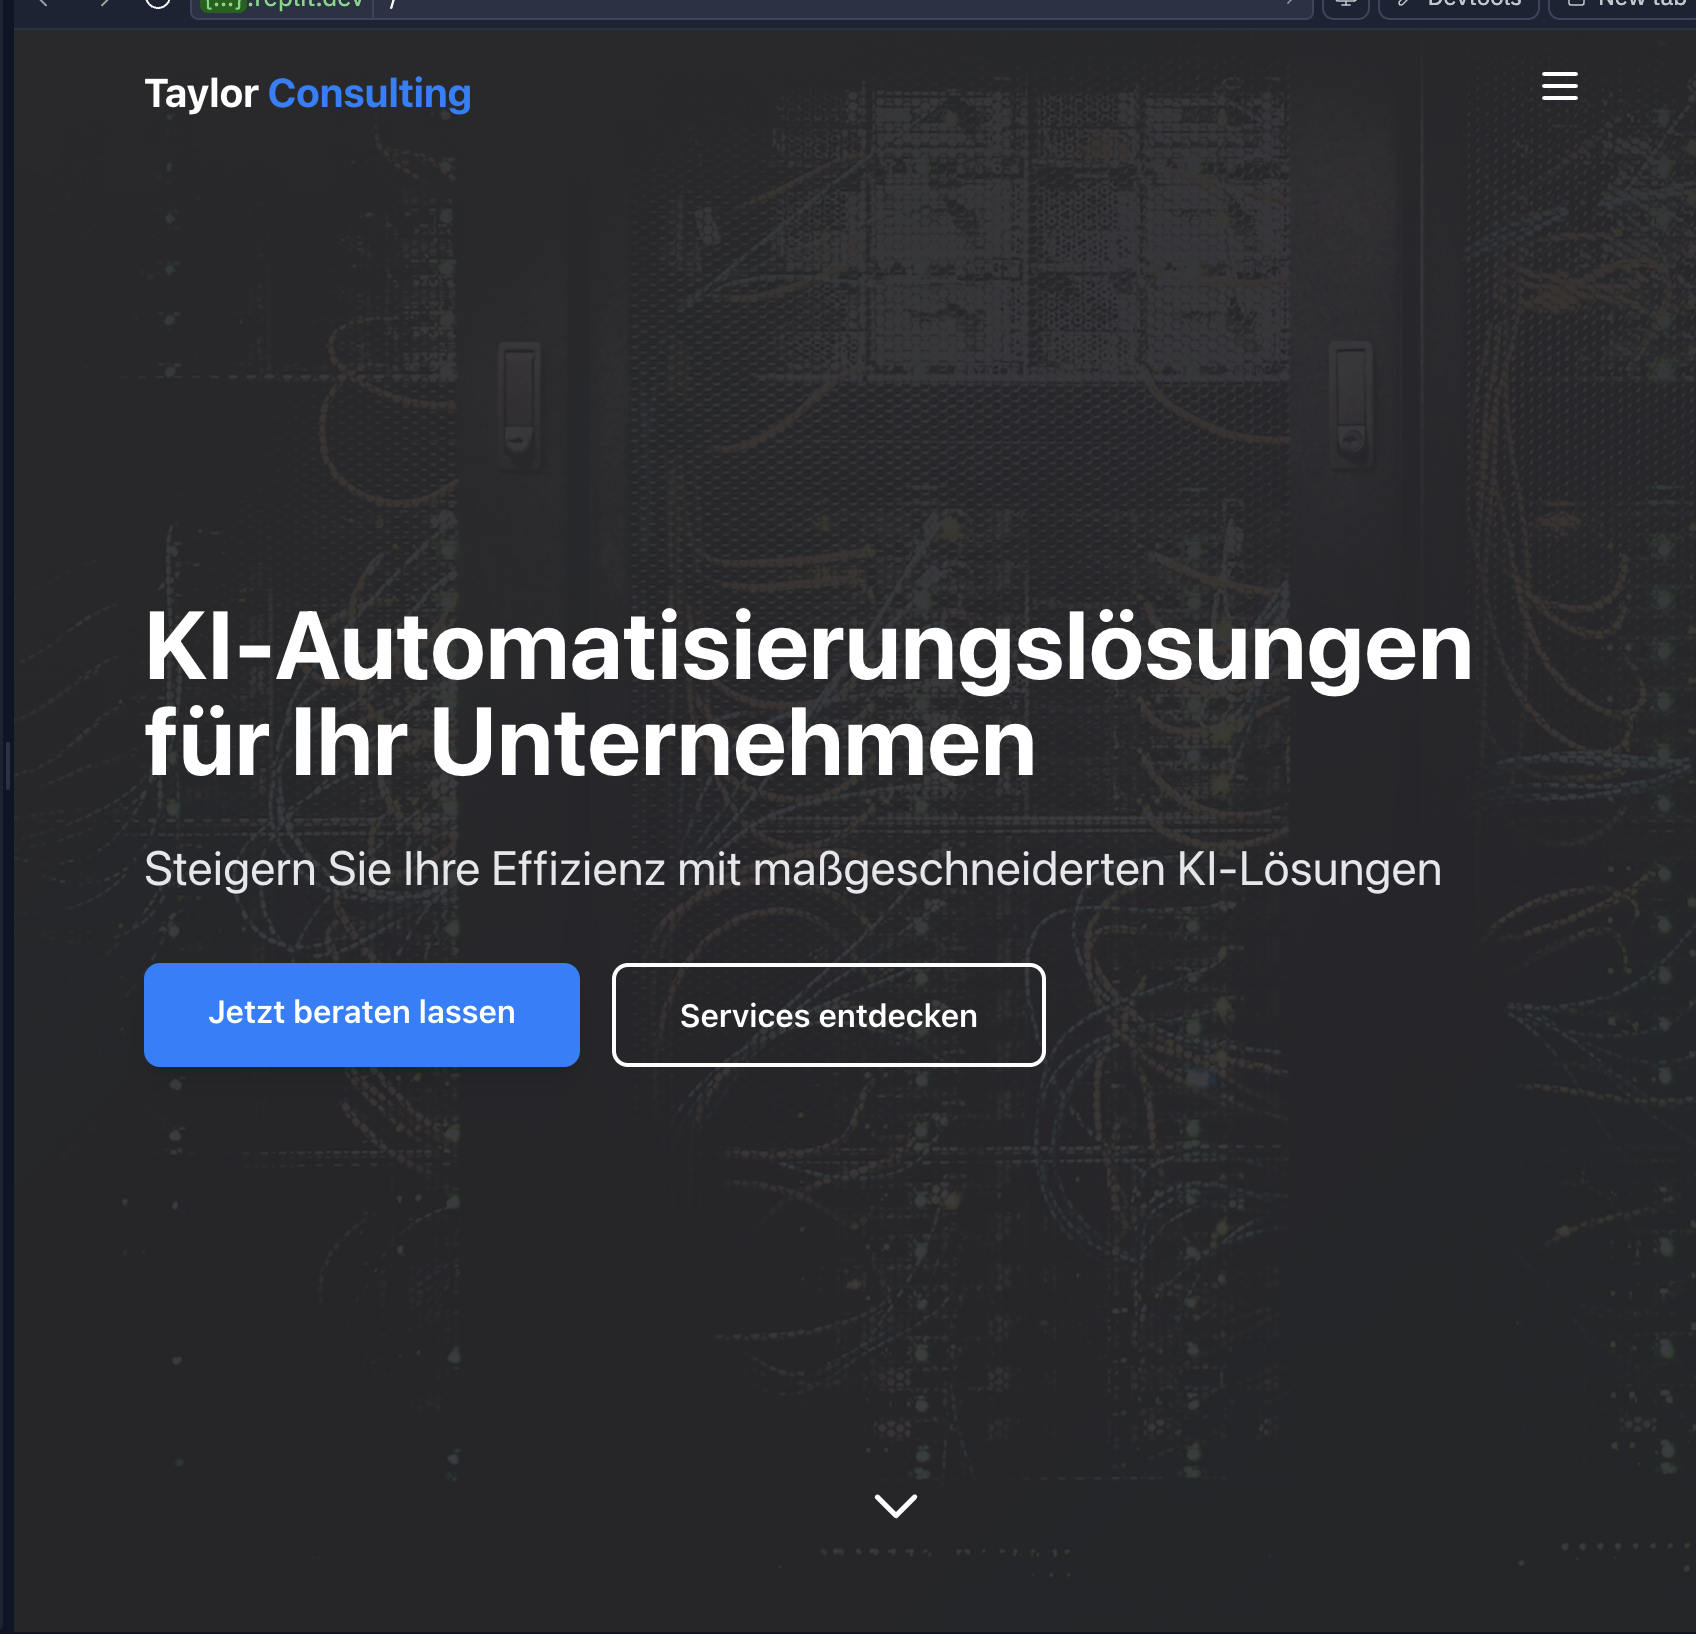 [...].replit.dev /
Devtools
New tab
Taylor Consulting
KI-Automatisierungslösungen
für Ihr Unternehmen
Steigern Sie Ihre Effizienz mit maßgeschneiderten KI-Lösungen
Jetzt beraten lassen
Services entdecken